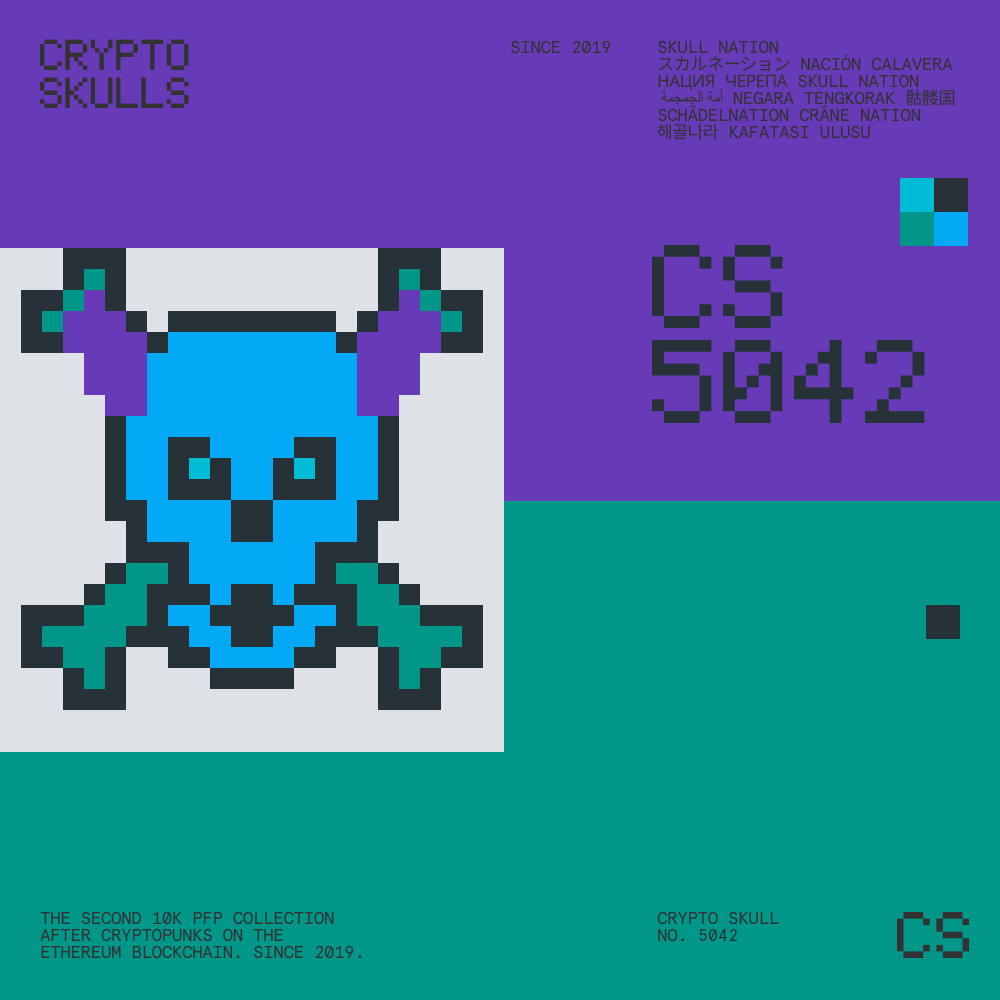 CRYPTO
SKULLS
SINCE 2019
SKULL NATION
スカルネーション NACIÓN CALAVERA
НАЦИЯ ЧЕРЕПА SKULL NATION
أمة الجمجمة NEGARA TENGKORAK 骷髅国
SCHÄDELNATION CRÂNE NATION
해골나라 KAFATASI ULUSU
CS
5042
THE SECOND 10K PFP COLLECTION
AFTER CRYPTOPUNKS ON THE
ETHEREUM BLOCKCHAIN. SINCE 2019.
CRYPTO SKULL
NO. 5042
CS